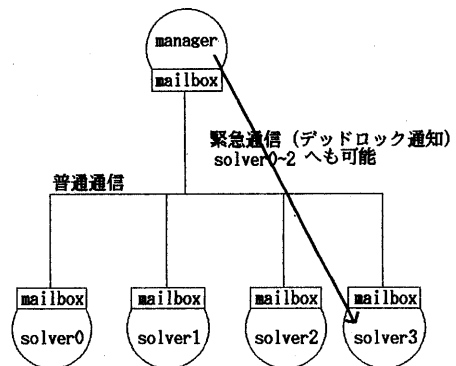 manager
mailbox
緊急通信 (デッドロック通知)
solver0~2 へも可能
普通通信
mailbox
mailbox
mailbox
mailbox
solver0
solver1
solver2
solver3